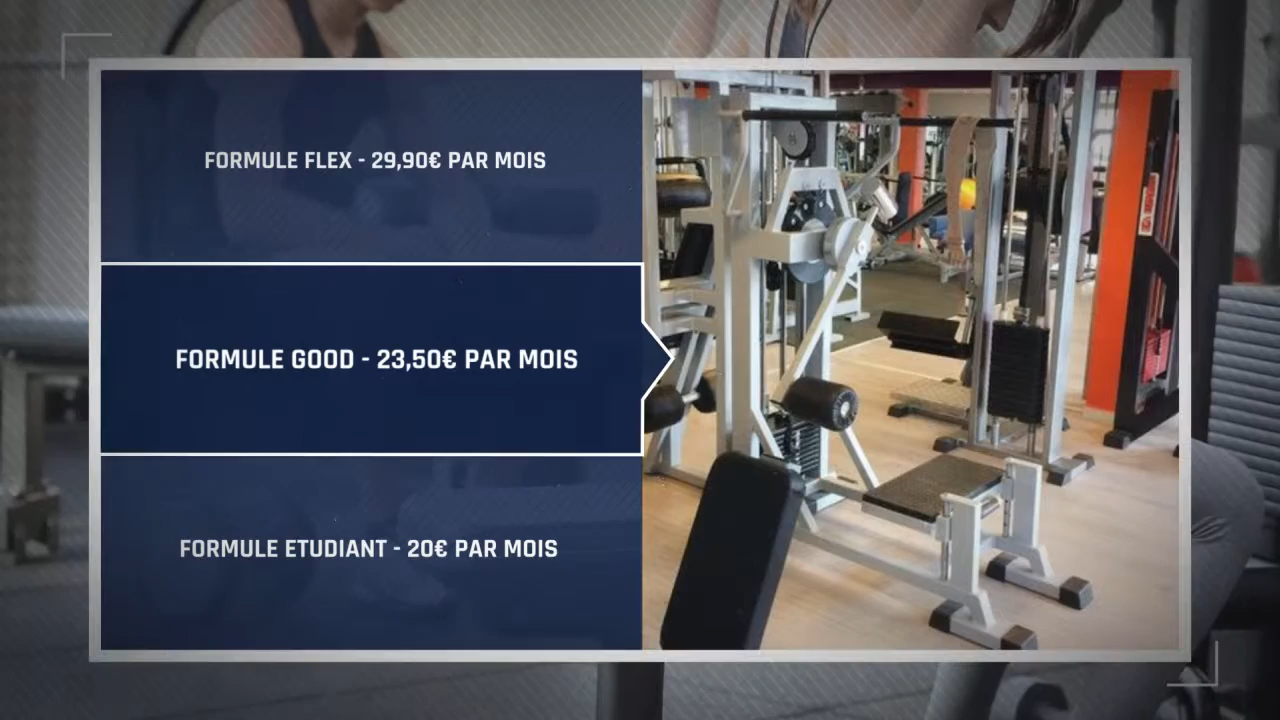 FORMULE FLEX - 29,90€ PAR MOIS
FORMULE GOOD - 23,50€ PAR MOIS
FORMULE ETUDIANT - 20€ PAR MOIS